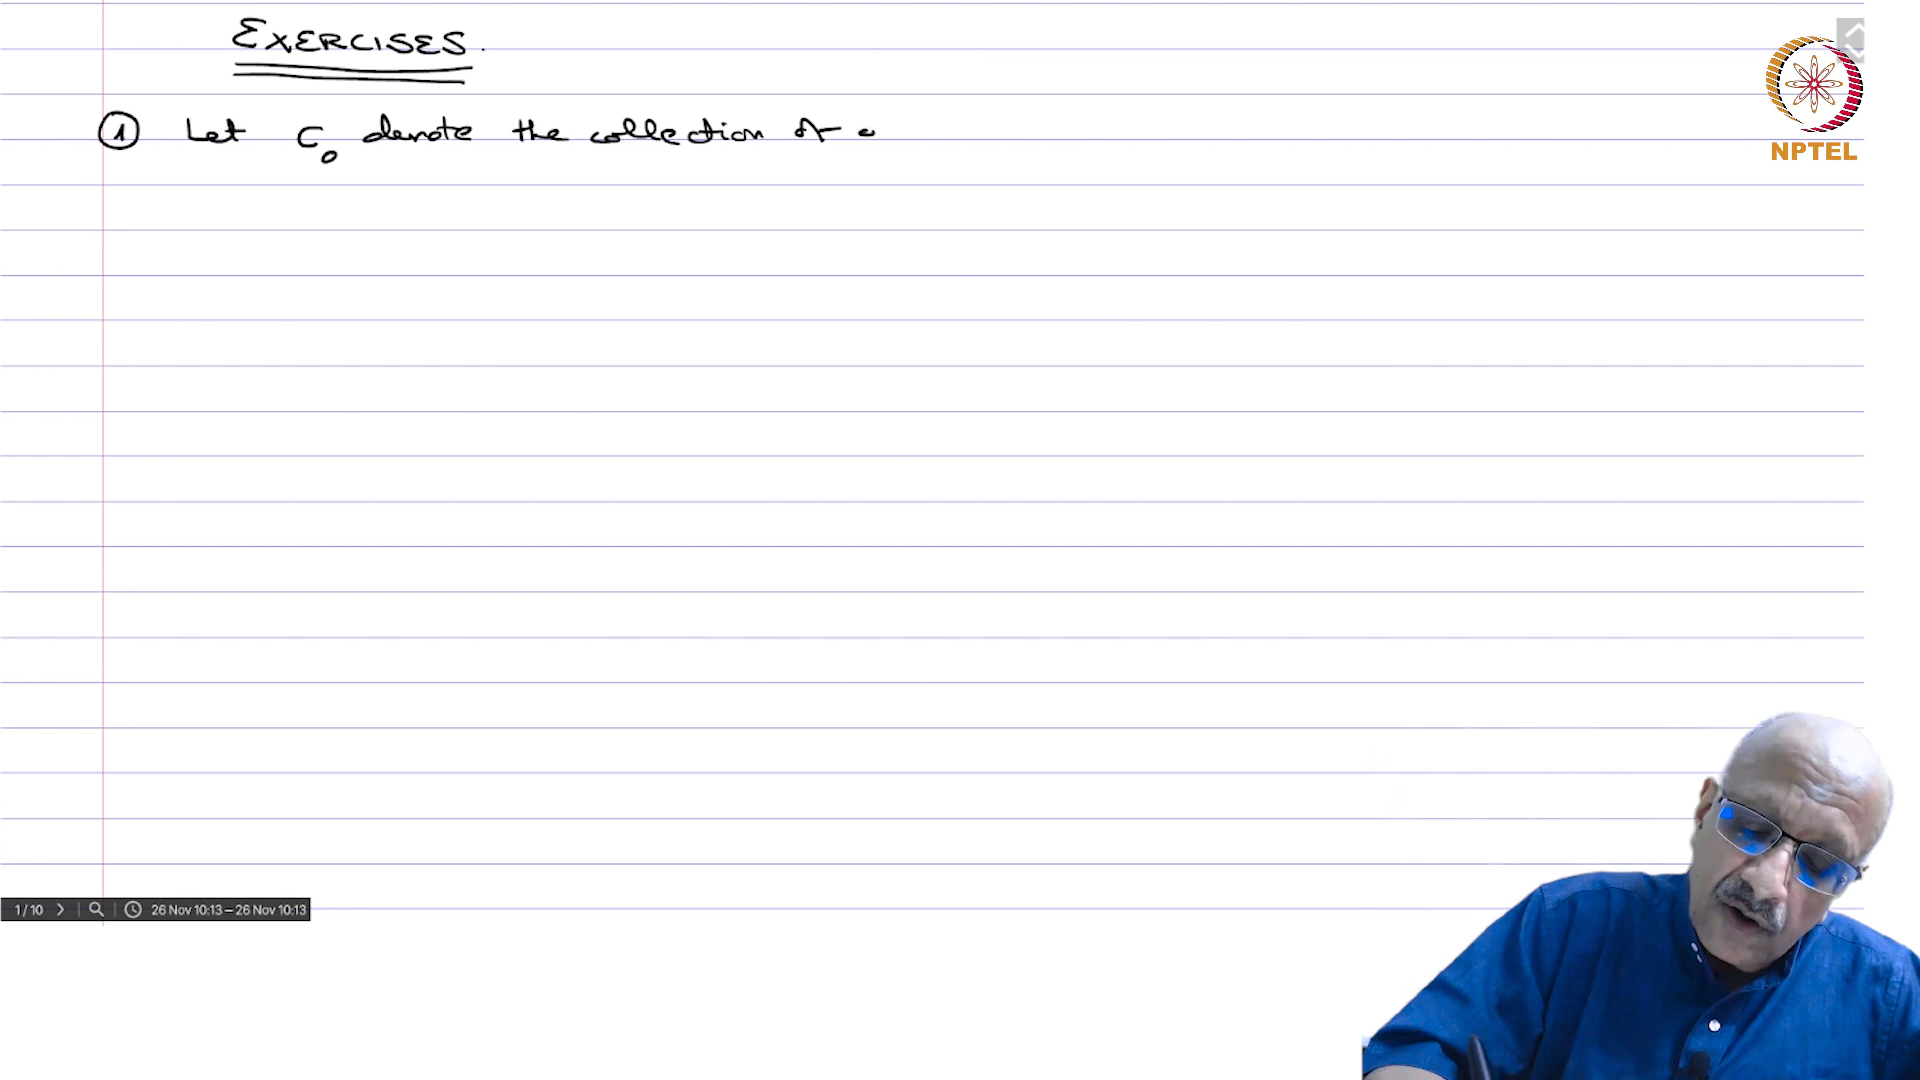 EXERCISES.
① Let C₀ denote the collection of
NPTEL
1 / 10 26 Nov 10:13 – 26 Nov 10:13